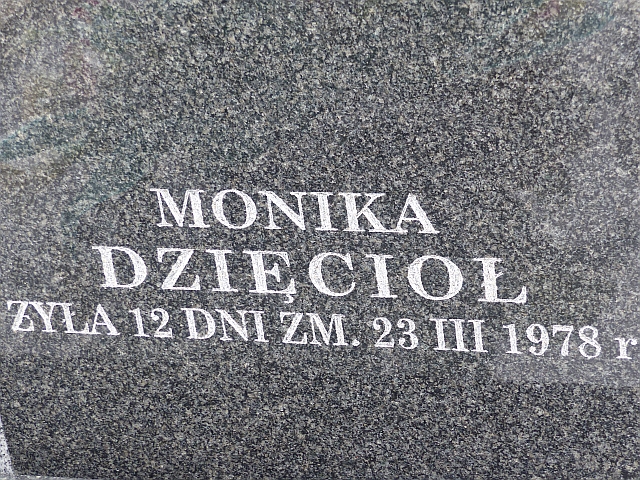 MONIKA
DZIĘCIOŁ
ŻYŁA 12 DNI ZM. 23 III 1978 r